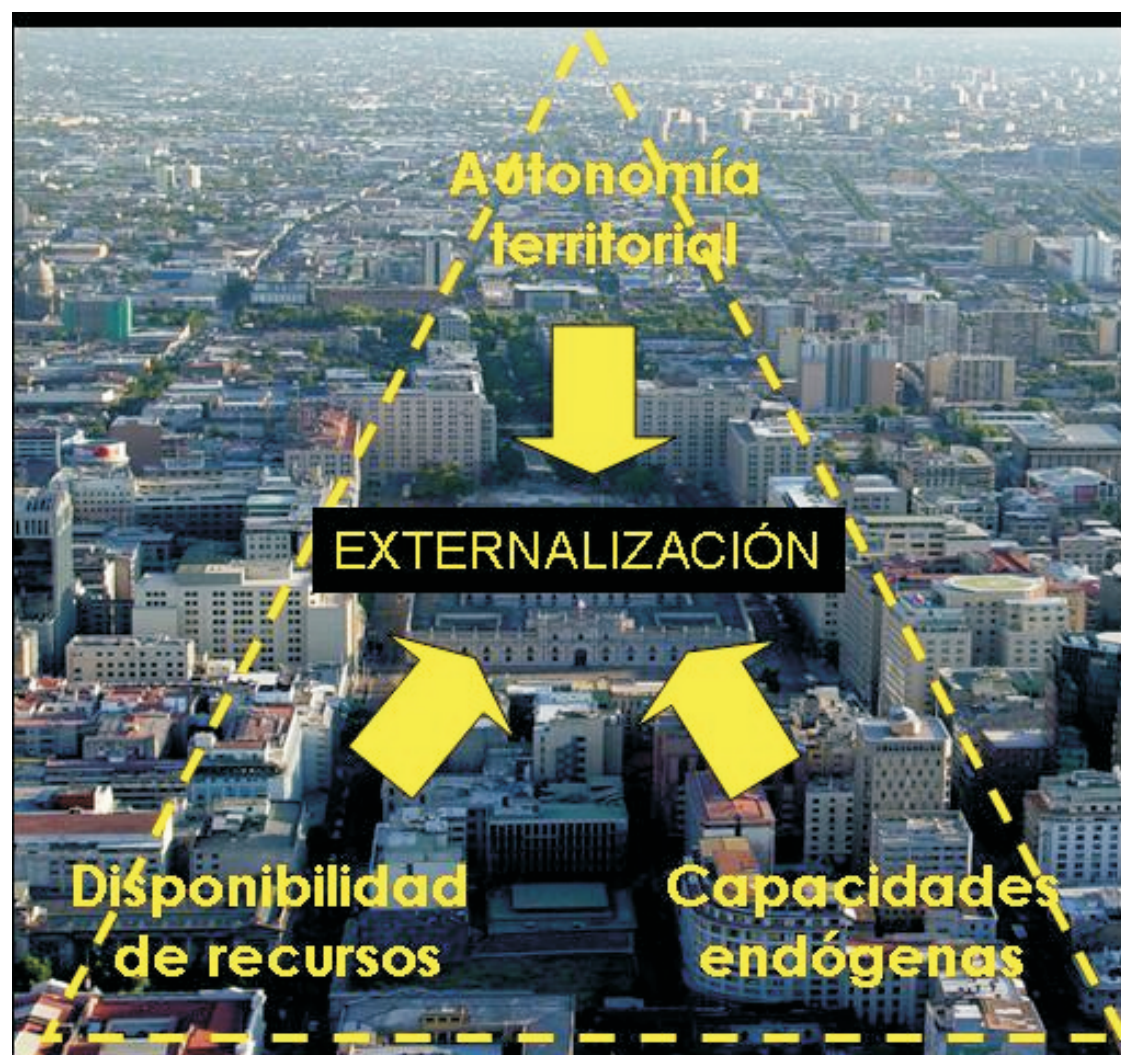 Autonomía
territorial
EXTERNALIZACIÓN
Disponibilidad
de recursos
Capacidades
endógenas